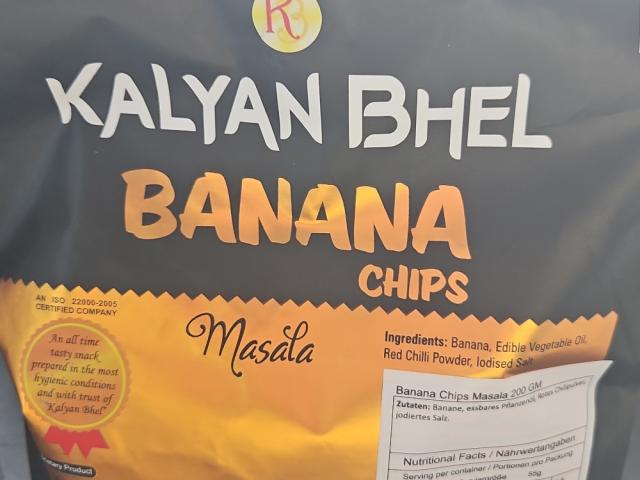 K3
KALYAN BHEL
BANANA
CHIPS
AN ISO 22000-2005
CERTIFIED COMPANY
Masala
An all time
tasty snack
prepared in the most
hygienic conditions
and with trust of
"Kalyan Bhel"
Ingredients: Banana, Edible Vegetable Oil,
Red Chilli Powder, Iodised Salt
Banana Chips Masala 200 GM
Zutaten: Banane, essbares Pflanzenöl, Rotes Chilipulver,
jodiertes Salz.
Nutritional Facts / Nährwertangaben
Serving per container / Portionen pro Packung
55g
Product